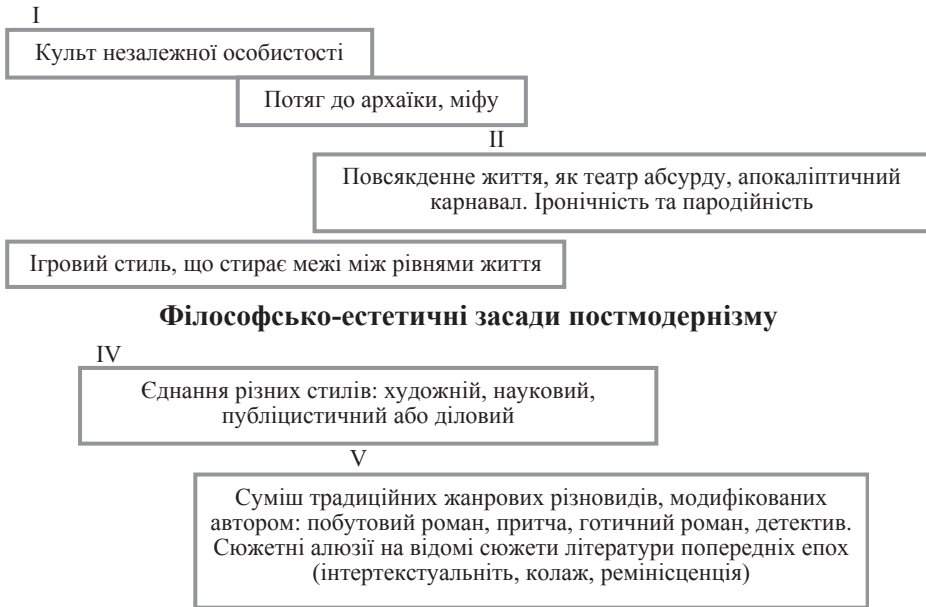 I
Культ незалежної особистості
Потяг до архаїки, міфу
II
Повсякденне життя, як театр абсурду, апокаліптичний
карнавал. Іронічність та пародійність
Ігровий стиль, що стирає межі між рівнями життя
Філософсько-естетичні засади постмодернізму
IV
Єднання різних стилів: художній, науковий,
публіцистичний або діловий
V
Суміш традиційних жанрових різновидів, модифікованих
автором: побутовий роман, притча, готичний роман, детектив.
Сюжетні алюзії на відомі сюжети літератури попередніх епох
(інтертекстуальніть, колаж, ремінісценція)